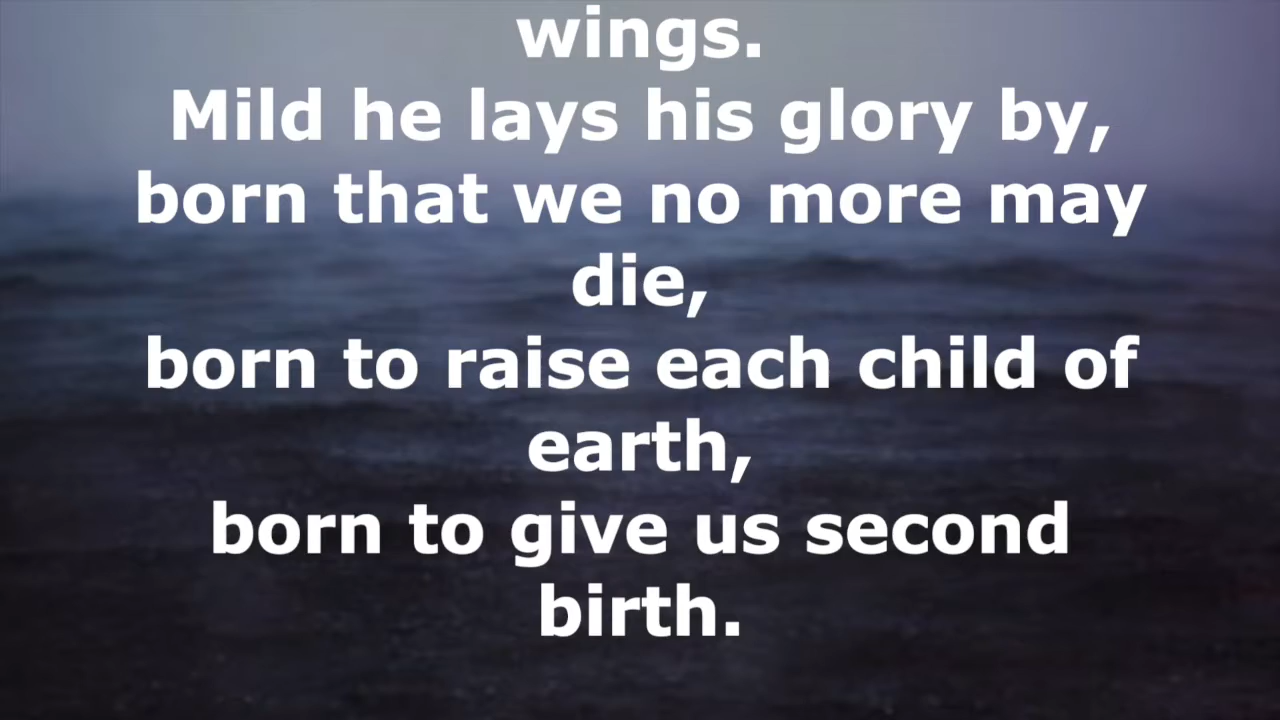 wings.
Mild he lays his glory by,
born that we no more may
die,
born to raise each child of
earth,
born to give us second
birth.